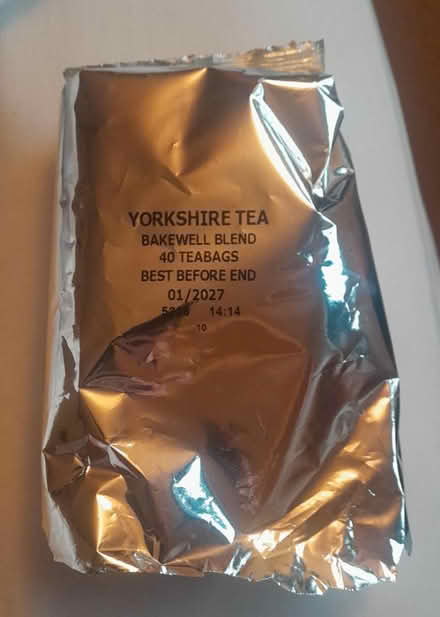 YORKSHIRE TEA
BAKEWELL BLEND
40 TEABAGS
BEST BEFORE END
01/2027
14:14
10